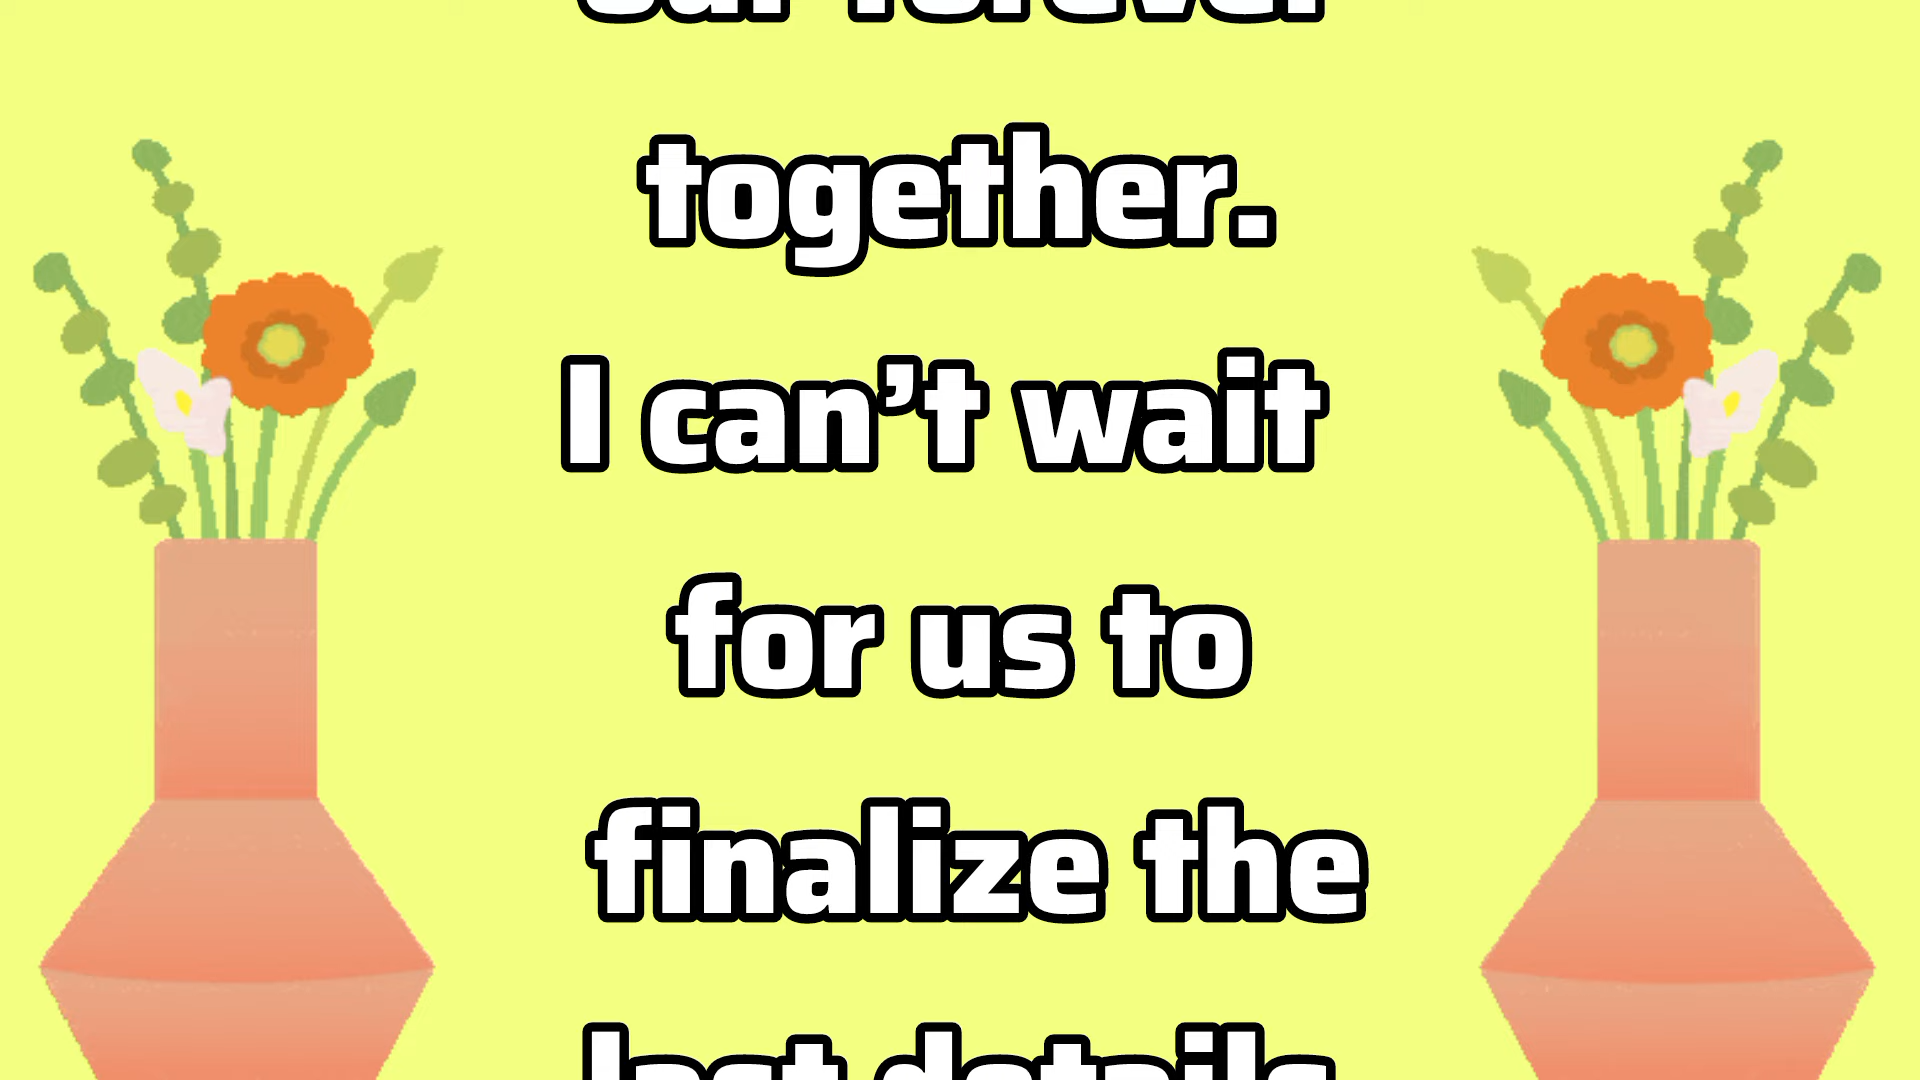 our forever
together.
I can’t wait
for us to
finalize the
last details